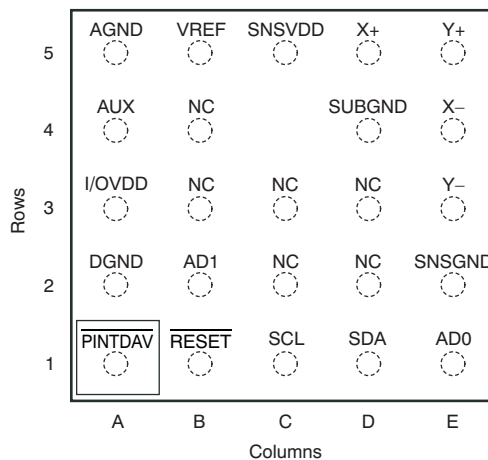 AGND VREF SNSVDD X+ Y+
5
AUX NC SUBGND X−
4
I/OVDD NC NC NC Y−
3
Rows
DGND AD1 NC NC SNSGND
2
PINTDAV RESET SCL SDA AD0
1
A B C D E
Columns